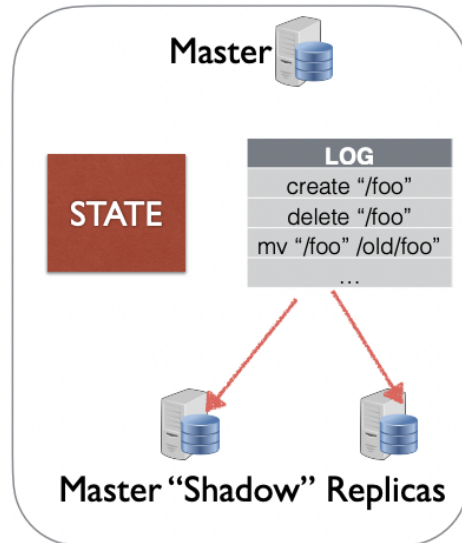 Master
STATE
LOG
create “/foo”
delete “/foo”
mv “/foo” /old/foo”
...
Master “Shadow” Replicas